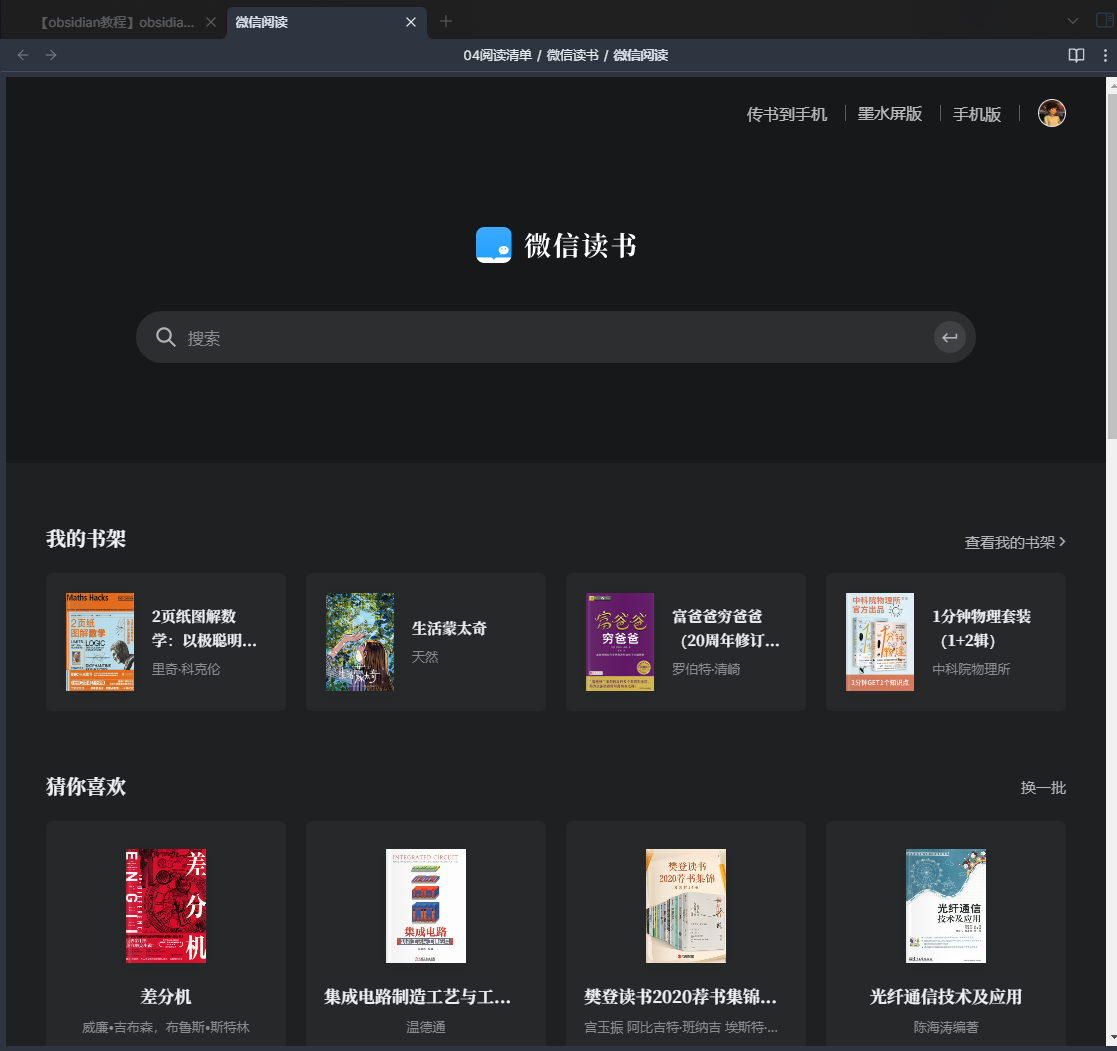 【obsidian教程】obsidia...
微信阅读
04阅读清单 / 微信读书 / 微信阅读
传书到手机
墨水屏版
手机版
微信读书
搜索
我的书架
查看我的书架
Maths Hacks
2页纸
图解数学
LOGIC
2页纸图解数
学：以极聪明...
里奇·科克伦
生活蒙太奇
生活蒙太奇
天然
富爸爸
穷爸爸
富爸爸穷爸爸
（20周年修订...
罗伯特·清崎
中科院物理所
官方出品
1分钟
物理
1分钟GET1个知识点
1分钟物理套装
（1+2辑）
中科院物理所
猜你喜欢
换一批
差分机
差分机
威廉·吉布森，布鲁斯·斯特林
INTEGRATED CIRCUIT
集成电路
集成电路制造工艺与工...
温德通
樊登读书
2020荐书集锦
樊登读书2020荐书集锦...
宫玉振 阿比吉特·班纳吉 埃斯特·...
光纤通信
技术及应用
光纤通信技术及应用
陈海涛编著